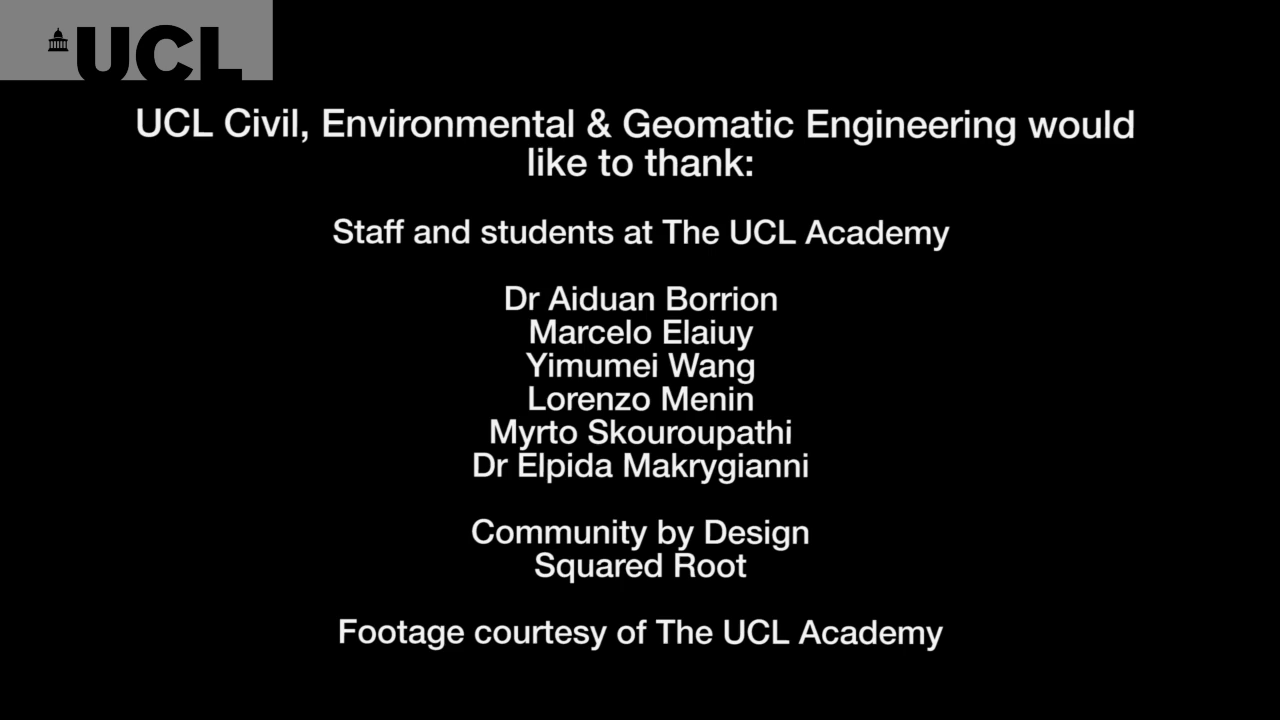 UCL
UCL Civil, Environmental & Geomatic Engineering would
like to thank:
Staff and students at The UCL Academy
Dr Aiduan Borrion
Marcelo Elaiuy
Yimumei Wang
Lorenzo Menin
Myrto Skouroupathi
Dr Elpida Makrygianni
Community by Design
Squared Root
Footage courtesy of The UCL Academy